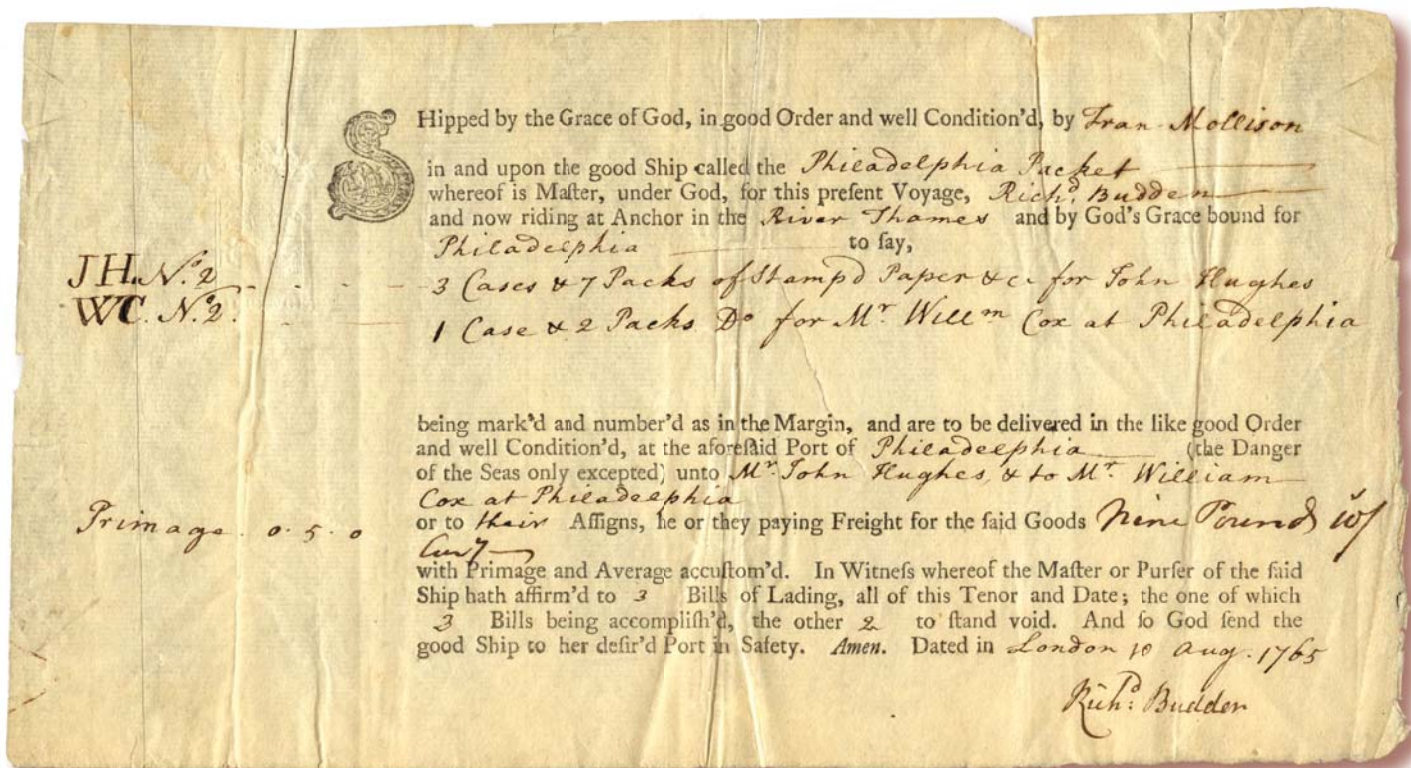 SHipped by the Grace of God, in good Order and well Condition'd, by Fran Mollison
in and upon the good Ship called the Philadelphia Packet
whereof is Maſter, under God, for this preſent Voyage, Richd. Budden
and now riding at Anchor in the River Thames and by God's Grace bound for
Philadelphia to ſay,
JH. No. 2 3 Cases & 7 Packs of Stampd Paper &c. for John Hughes
WC. No. 2. 1 Case & 2 Packs Do for Mr. Willm Cox at Philadelphia
being mark'd and number'd as in the Margin, and are to be delivered in the like good Order
and well Condition'd, at the aforeſaid Port of Philadelphia (the Danger
of the Seas only excepted) unto Mr. John Hughes, & to Mr. William
Cox at Philadelphia
Primage. 0. 5. 0 or to their Aſſigns, he or they paying Freight for the ſaid Goods Nine Pounds 10/
Curry
with Primage and Average accuſtom'd. In Witneſs whereof the Maſter or Purſer of the ſaid
Ship hath affirm'd to 3 Bills of Lading, all of this Tenor and Date; the one of which
3 Bills being accompliſh'd, the other 2 to ſtand void. And ſo God ſend the
good Ship to her deſir'd Port in Safety. Amen. Dated in London 10 Aug. 1765
Richd: Budden